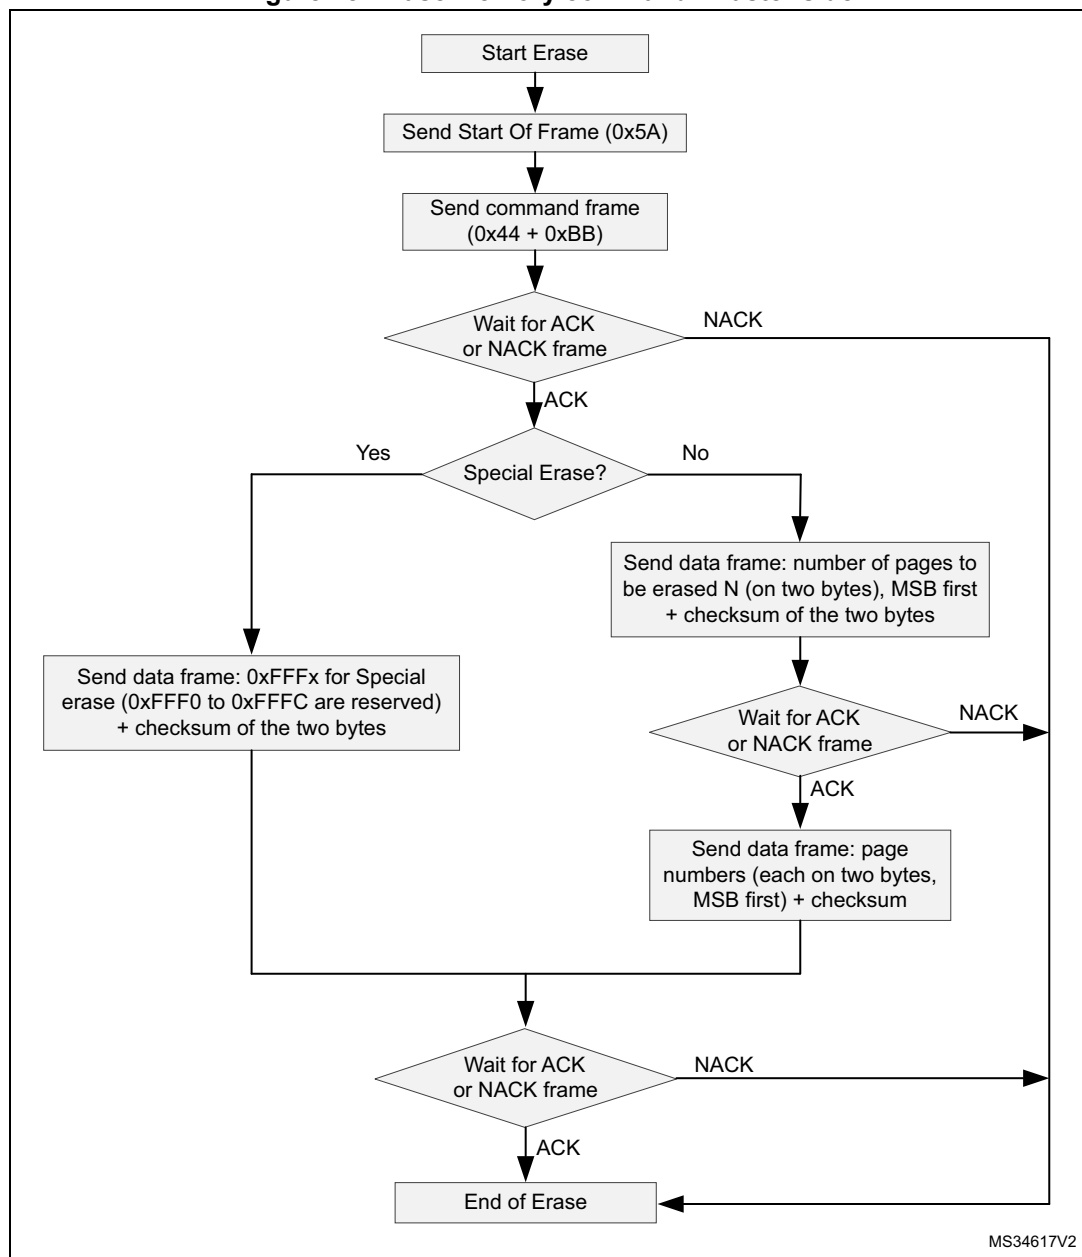 Start Erase
Send Start Of Frame (0x5A)
Send command frame
(0x44 + 0xBB)
Wait for ACK
or NACK frame
NACK
ACK
Special Erase?
Yes
No
Send data frame: number of pages to
be erased N (on two bytes), MSB first
+ checksum of the two bytes
Send data frame: 0xFFFx for Special
erase (0xFFF0 to 0xFFFC are reserved)
+ checksum of the two bytes
Wait for ACK
or NACK frame
NACK
ACK
Send data frame: page
numbers (each on two bytes,
MSB first) + checksum
Wait for ACK
or NACK frame
NACK
ACK
End of Erase
MS34617V2